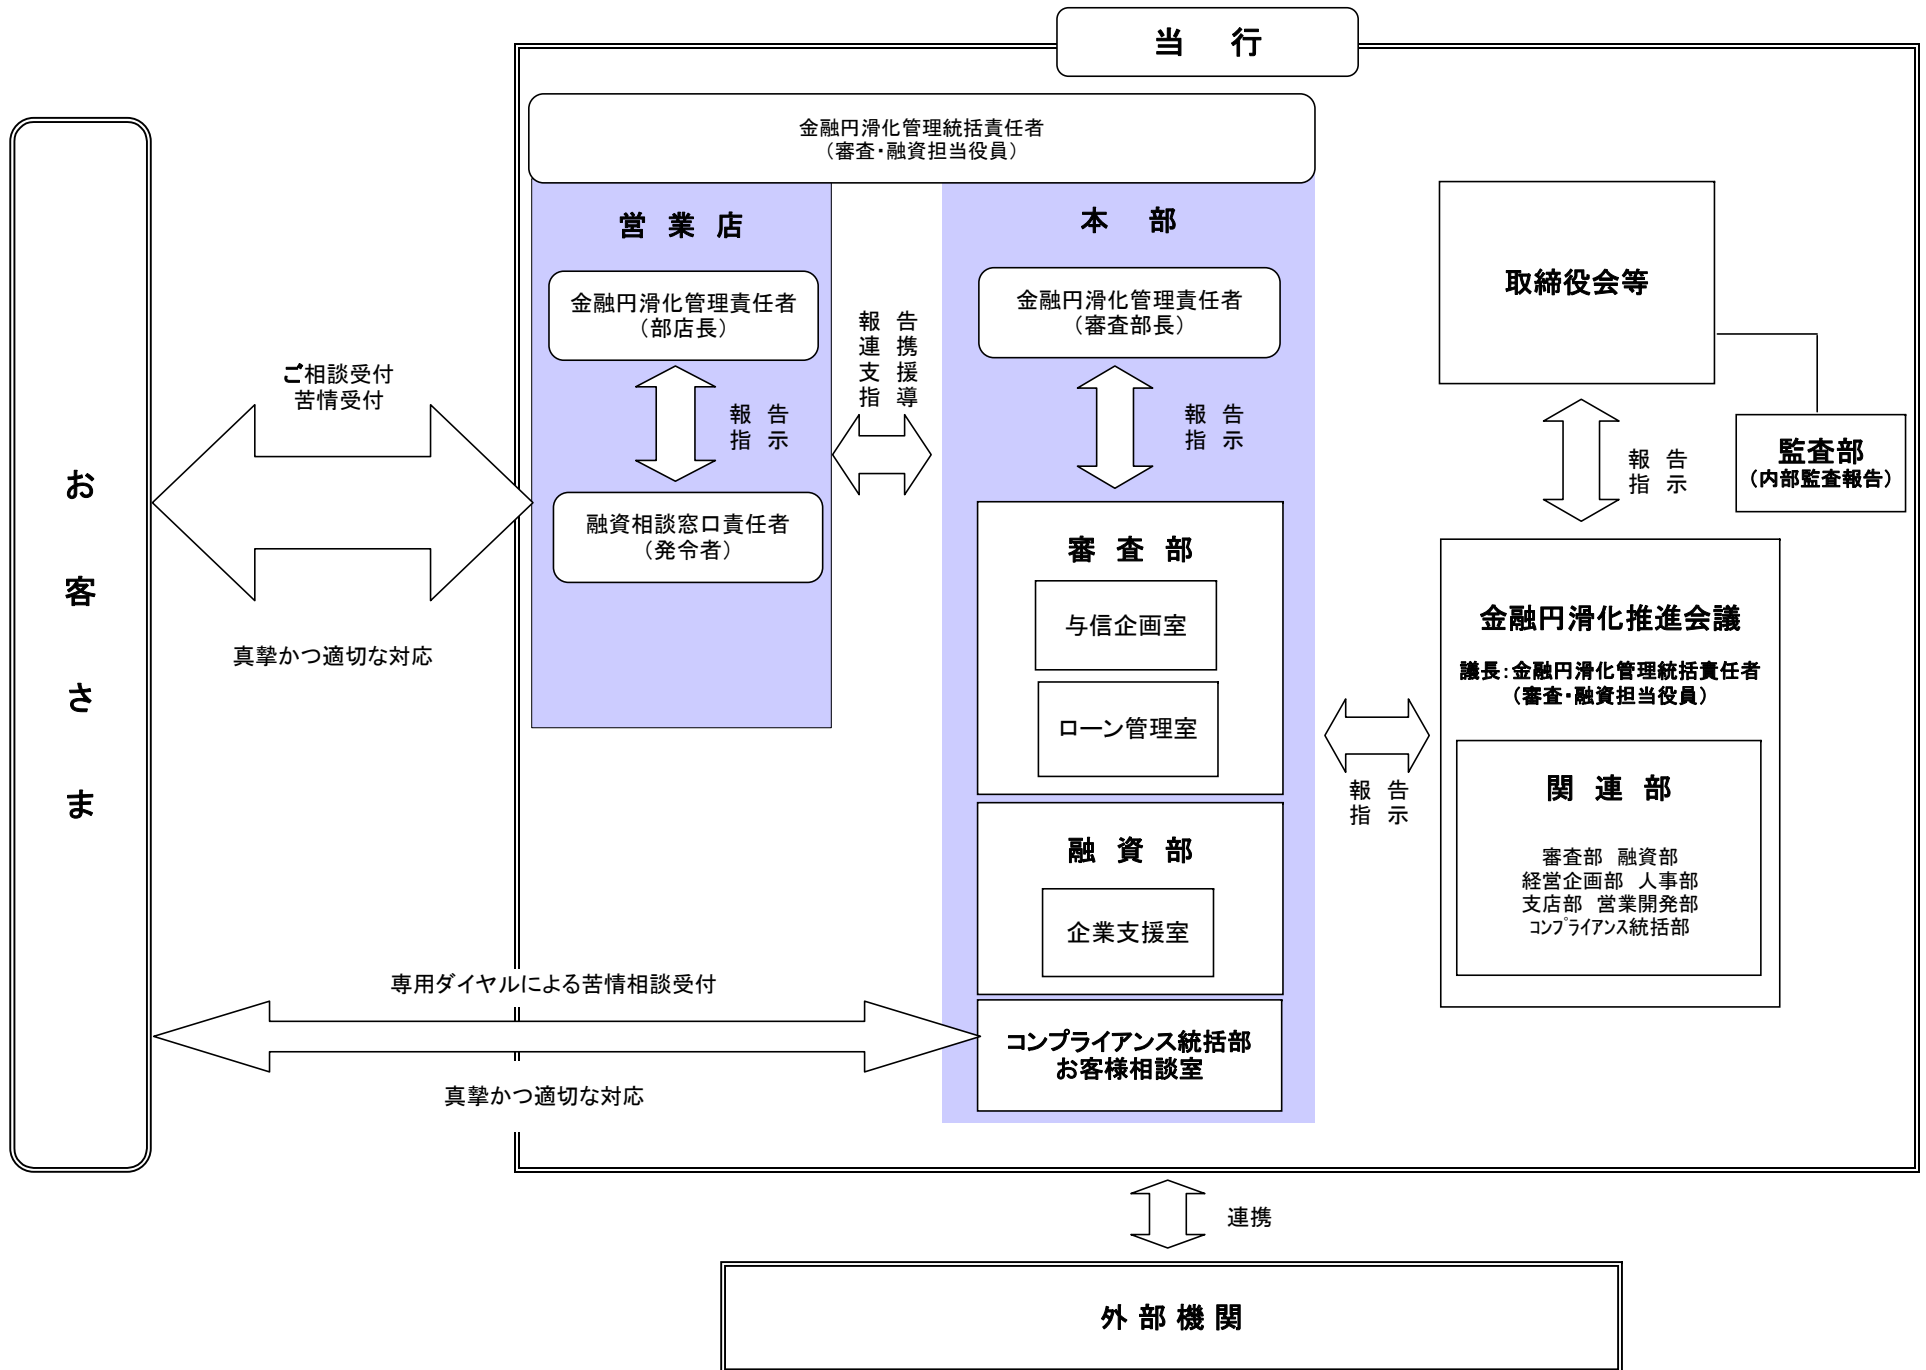 当 行
金融円滑化管理統括責任者
（審査・融資担当役員）
お客さま
ご相談受付
苦情受付
真摯かつ適切な対応
営 業 店
金融円滑化管理責任者
（部店長）
報 告
指 示
融資相談窓口責任者
（発令者）
報 告
連 携
支 援
指 導
本 部
金融円滑化管理責任者
（審査部長）
報 告
指 示
審 査 部
与信企画室
ローン管理室
融 資 部
企業支援室
コンプライアンス統括部
お客様相談室
専用ダイヤルによる苦情相談受付
真摯かつ適切な対応
報 告
指 示
取締役会等
監査部
（内部監査報告）
報 告
指 示
金融円滑化推進会議
議長：金融円滑化管理統括責任者
（審査・融資担当役員）
関 連 部
審査部 融資部
経営企画部 人事部
支店部 営業開発部
ｺﾝﾌﾟﾗｲｱﾝｽ統括部
連携
外 部 機 関